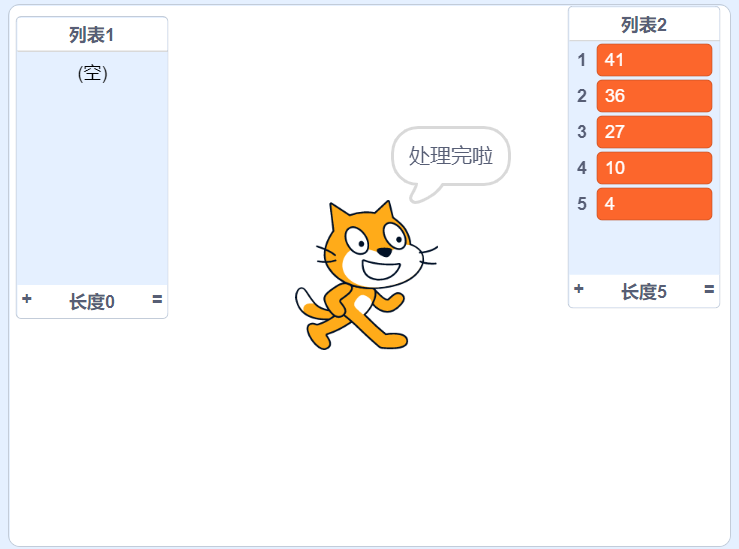 列表1
(空)
+ 长度0 =
处理完啦
列表2
1 41
2 36
3 27
4 10
5 4
+ 长度5 =